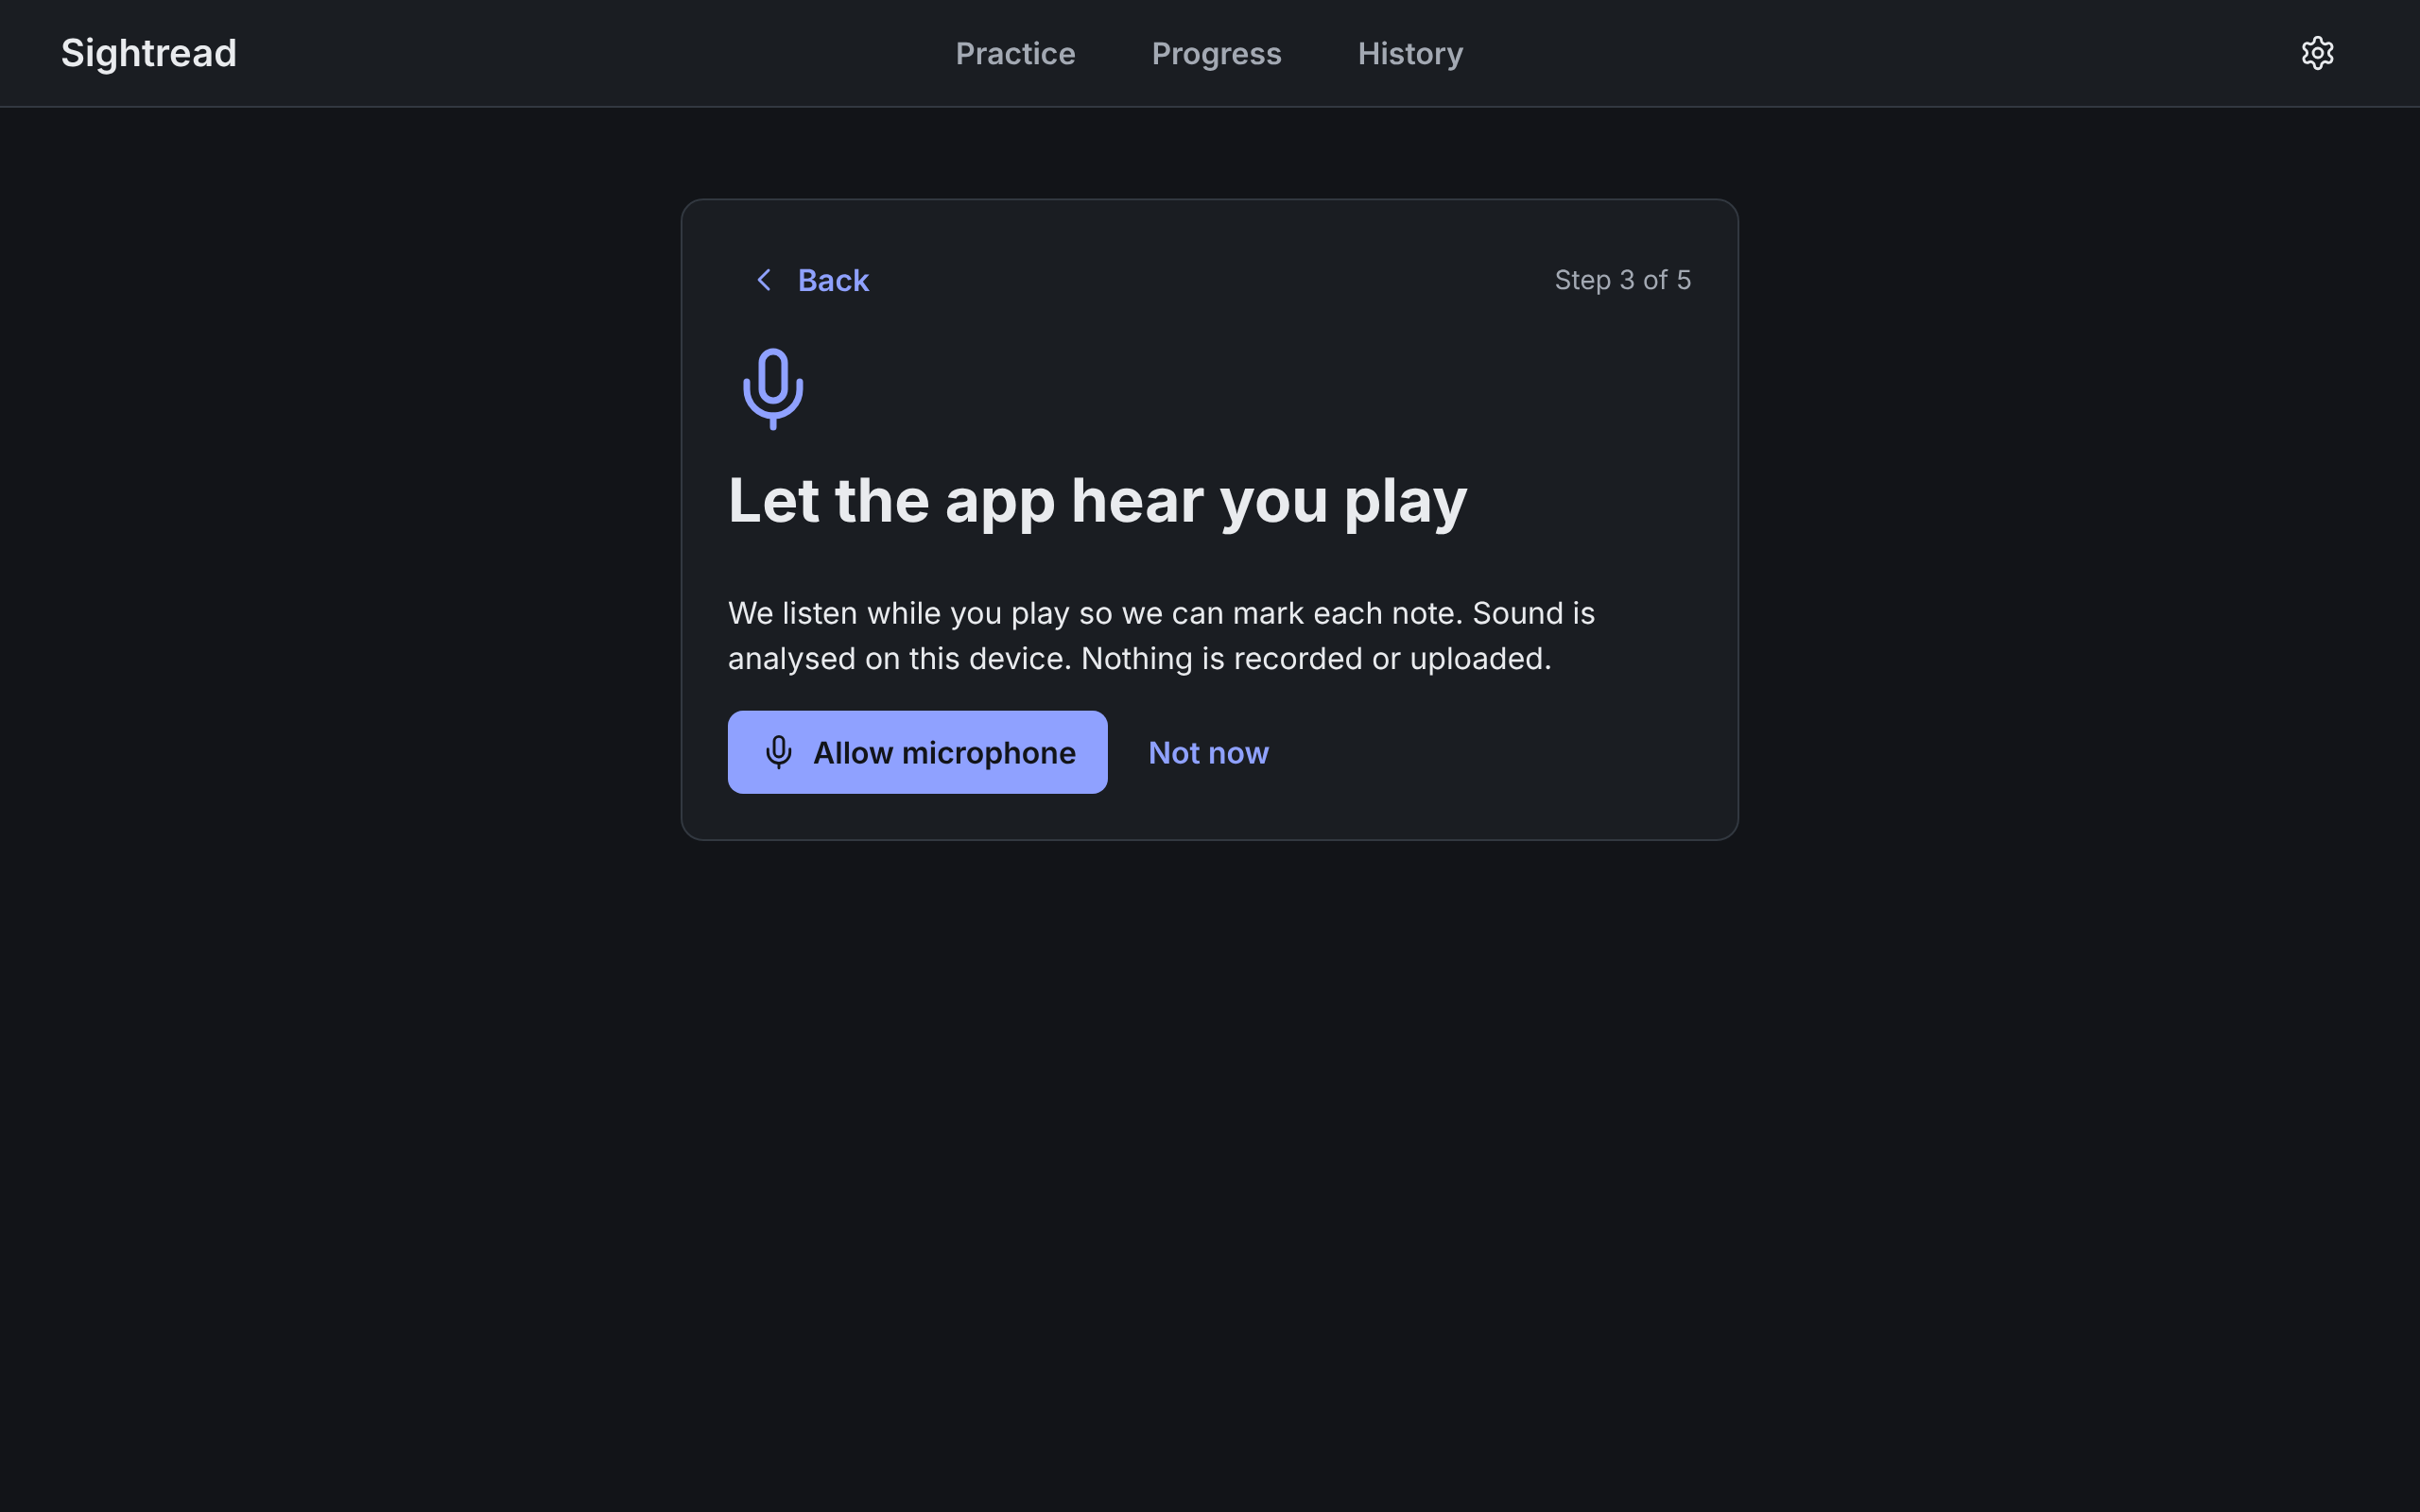 Sightread
Practice
Progress
History
Back
Step 3 of 5
Let the app hear you play
We listen while you play so we can mark each note. Sound is
analysed on this device. Nothing is recorded or uploaded.
Allow microphone
Not now